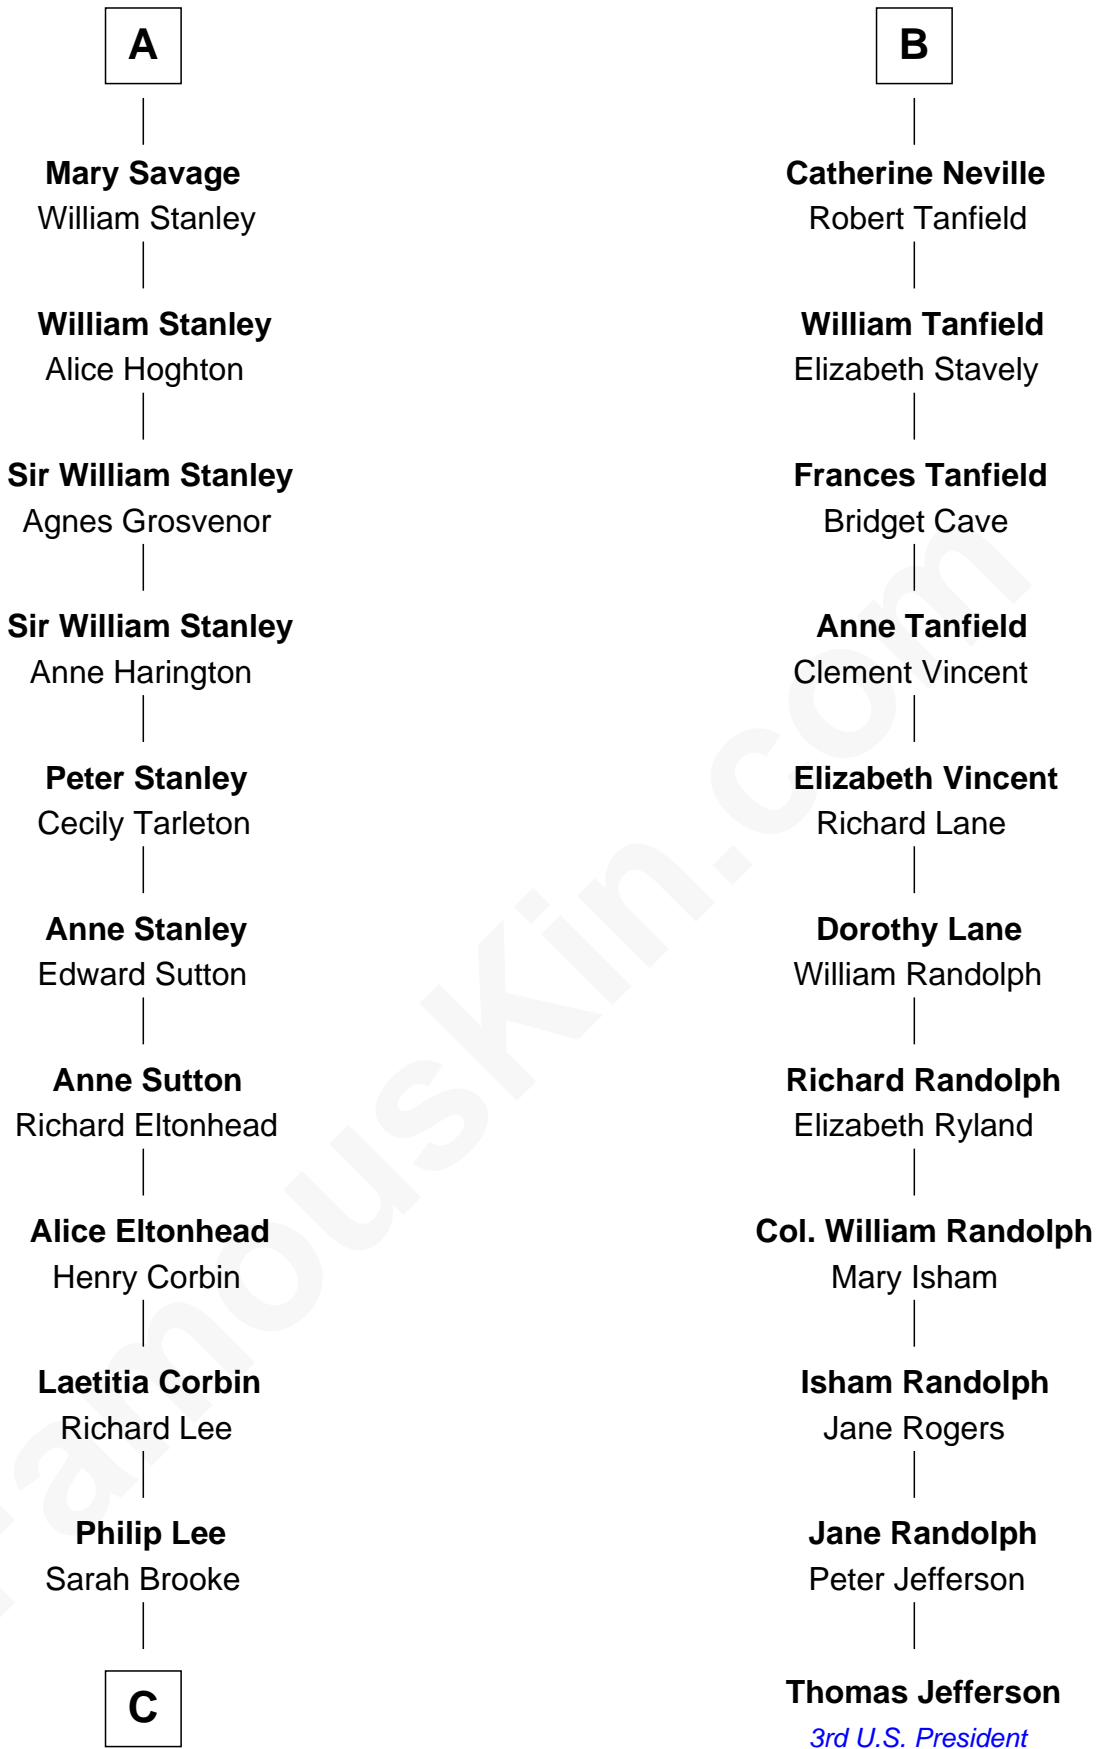 A
Mary Savage
William Stanley
William Stanley
Alice Hoghton
Sir William Stanley
Agnes Grosvenor
Sir William Stanley
Anne Harington
Peter Stanley
Cecily Tarleton
Anne Stanley
Edward Sutton
Anne Sutton
Richard Eltonhead
Alice Eltonhead
Henry Corbin
Laetitia Corbin
Richard Lee
Philip Lee
Sarah Brooke
C
B
Catherine Neville
Robert Tanfield
William Tanfield
Elizabeth Stavely
Frances Tanfield
Bridget Cave
Anne Tanfield
Clement Vincent
Elizabeth Vincent
Richard Lane
Dorothy Lane
William Randolph
Richard Randolph
Elizabeth Ryland
Col. William Randolph
Mary Isham
Isham Randolph
Jane Rogers
Jane Randolph
Peter Jefferson
Thomas Jefferson
3rd U.S. President
FamousKin.com